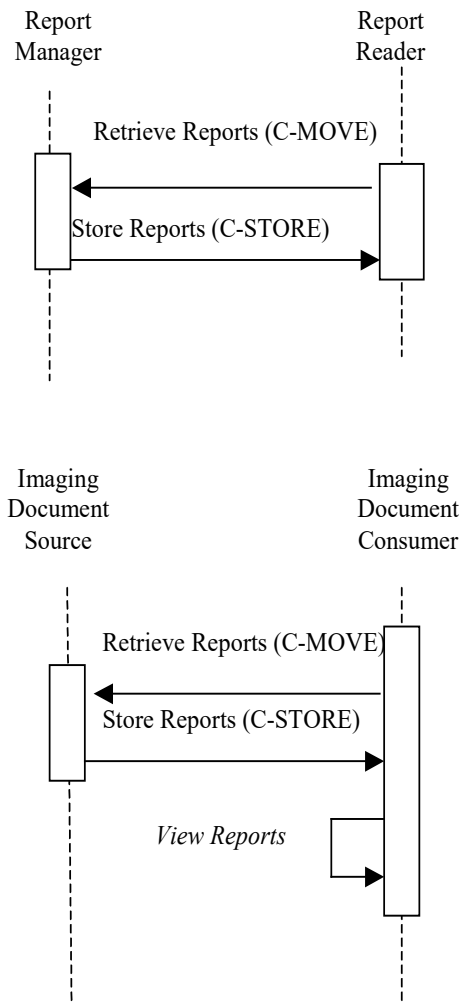 Report
Manager
Report
Reader
Retrieve Reports (C-MOVE)
Store Reports (C-STORE)
Imaging
Document
Source
Imaging
Document
Consumer
Retrieve Reports (C-MOVE)
Store Reports (C-STORE)
View Reports